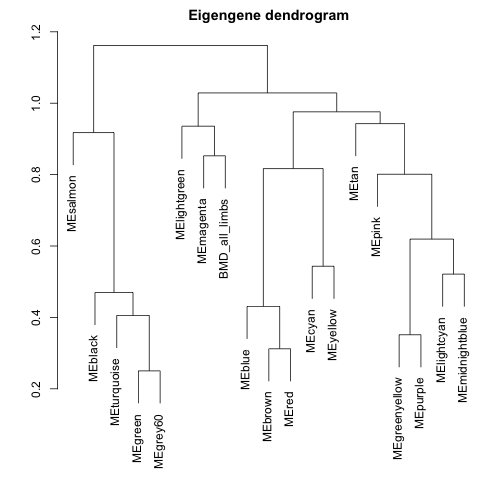 Eigengene dendrogram
1.2
1.0
0.8
0.6
0.4
0.2
MEsalmon
MEblack
MEturquoise
MEgreen
MEgrey60
MElightgreen
MEmagenta
BMD_all_limbs
MEblue
MEbrown
MEred
MEcyan
MEyellow
MEtan
MEpink
MEgreenyellow
MEpurple
MElightcyan
MEmidnightblue